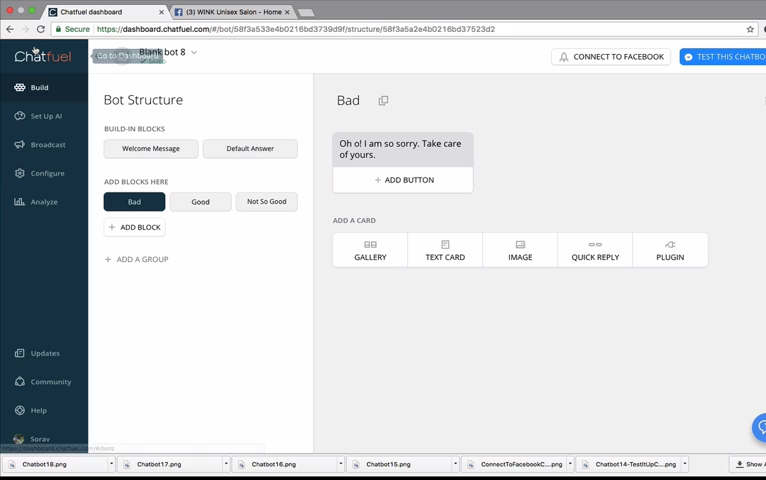 Chatfuel dashboard
(3) WINK Unisex Salon - Home
Secure https://dashboard.chatfuel.com/#/bot/58f3a533e4b0216bd3739d9f/structure/58f3a5a2e4b0216bd37523d2
Chatfuel
Go to Dashboard
Blank bot 8
CONNECT TO FACEBOOK
TEST THIS CHATBO
Build
Set Up AI
Broadcast
Configure
Analyze
Updates
Community
Help
Sorav
Bot Structure
BUILD-IN BLOCKS
Welcome Message
Default Answer
ADD BLOCKS HERE
Bad
Good
Not So Good
+ ADD BLOCK
+ ADD A GROUP
Bad
Oh o! I am so sorry. Take care
of yours.
+ ADD BUTTON
ADD A CARD
GALLERY
TEXT CARD
IMAGE
QUICK REPLY
PLUGIN
https://dashboard.chatfuel.com/#/bots
Chatbot18.png
Chatbot17.png
Chatbot16.png
Chatbot15.png
ConnectToFacebookC....png
Chatbot14-TestItUpC....png
Show A